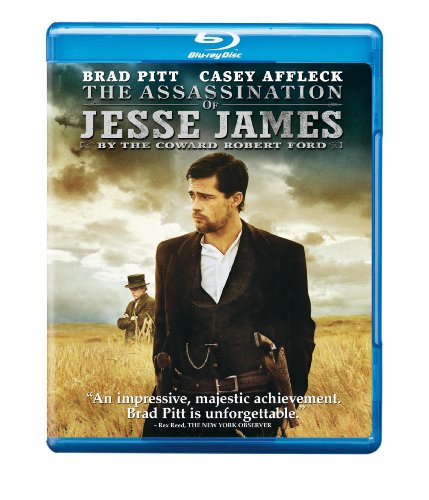 Blu-ray Disc
BRAD PITT CASEY AFFLECK
THE ASSASSINATION
OF
JESSE JAMES
BY THE COWARD ROBERT FORD
“An impressive, majestic achievement.
Brad Pitt is unforgettable.”
– Rex Reed, THE NEW YORK OBSERVER